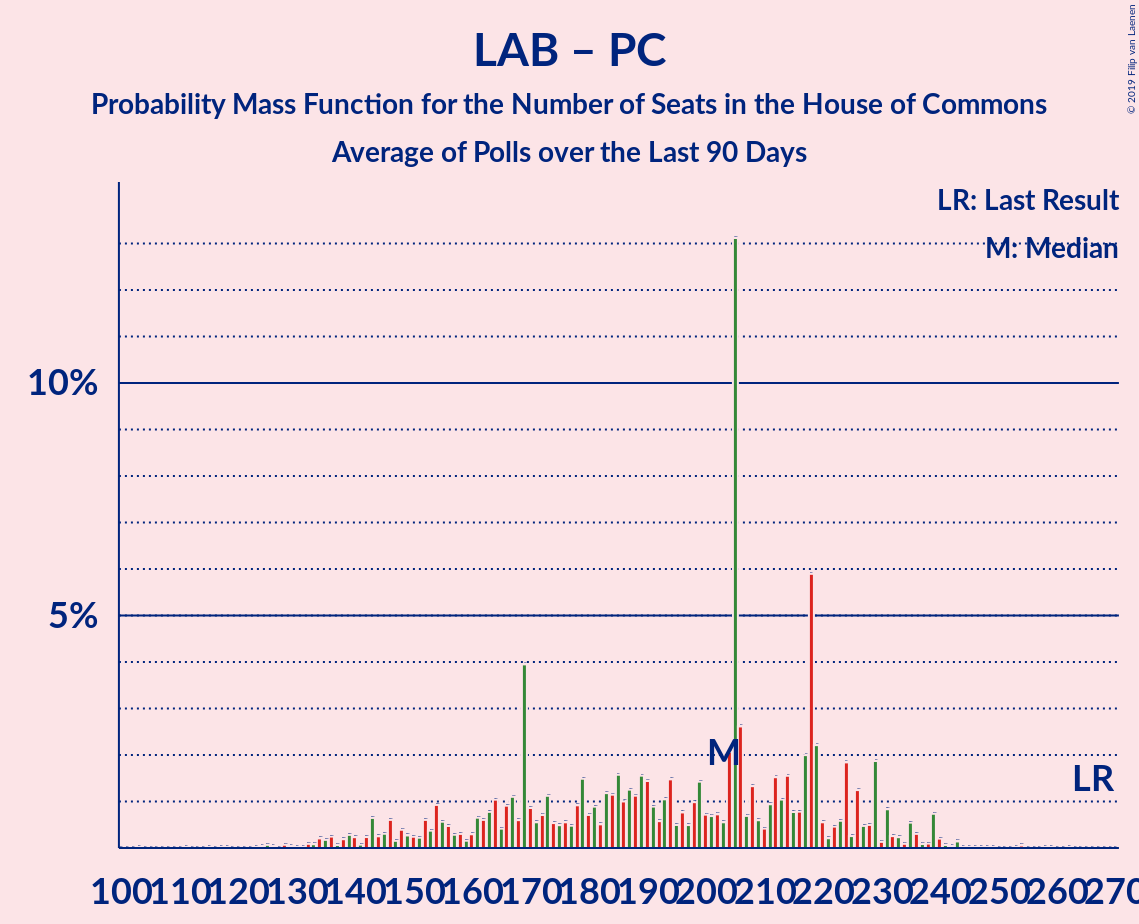 LAB – PC
Probability Mass Function for the Number of Seats in the House of Commons
Average of Polls over the Last 90 Days
© 2019 Filip van Laenen
LR: Last Result
M: Median
10%
5%
M
LR
100 110 120 130 140 150 160 170 180 190 200 210 220 230 240 250 260 270